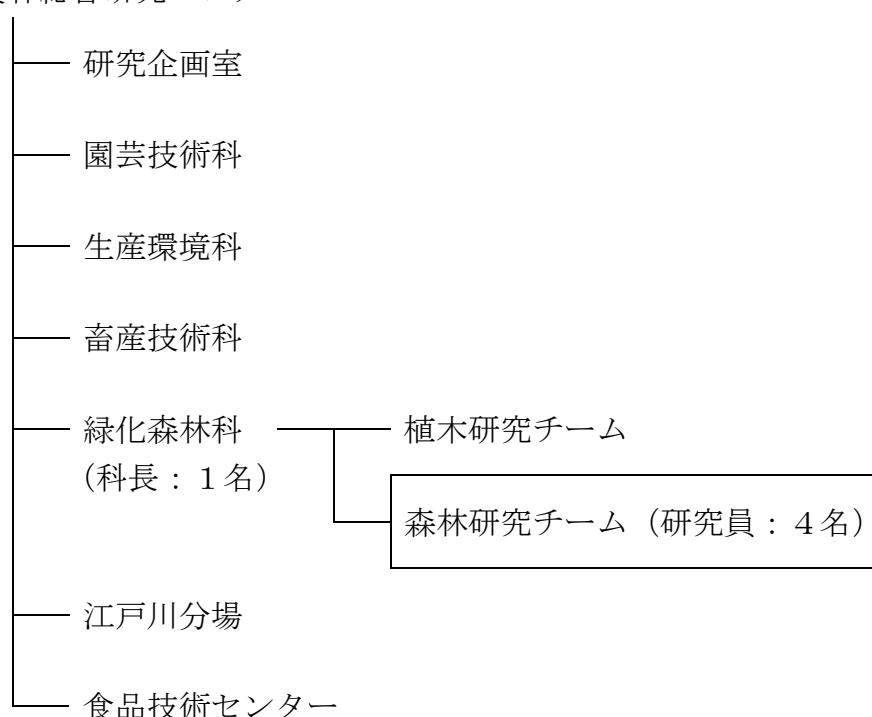 研究企画室
園芸技術科
生産環境科
畜産技術科
緑化森林科 植木研究チーム
(科長：１名)
森林研究チーム（研究員：４名）
江戸川分場
食品技術センター